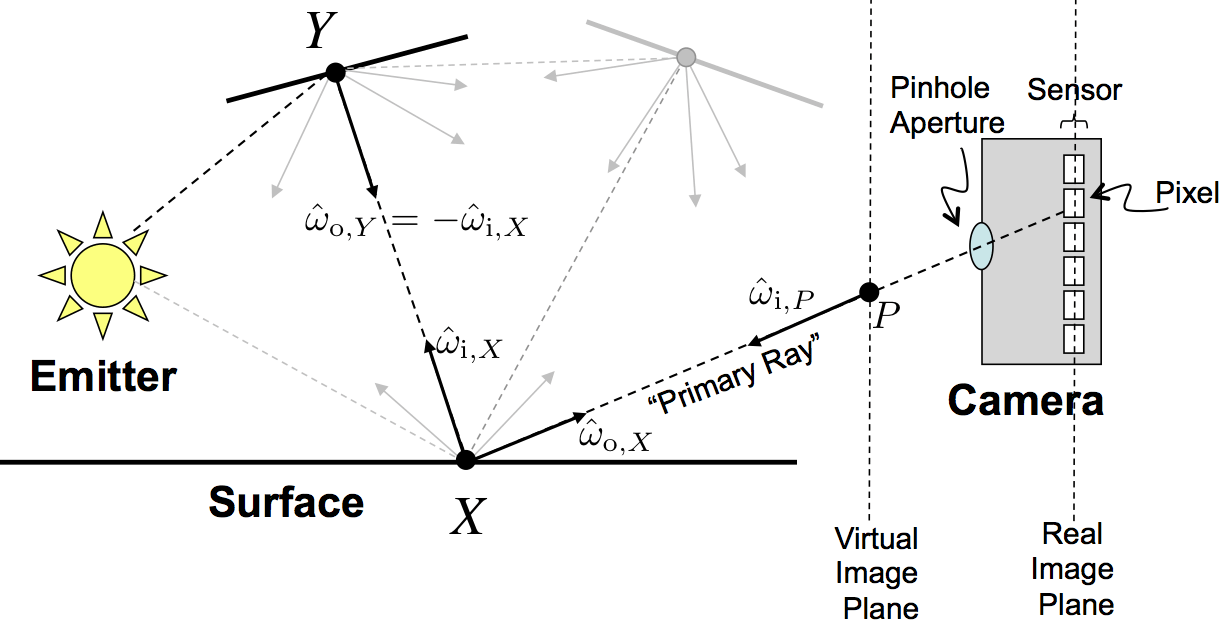 Y
Pinhole
Aperture
Sensor
Pixel
ω̂o,Y = −ω̂i,X
ω̂i,P
P
ω̂i,X
“Primary Ray”
Emitter
Camera
ω̂o,X
Surface
X
Virtual
Image
Plane
Real
Image
Plane